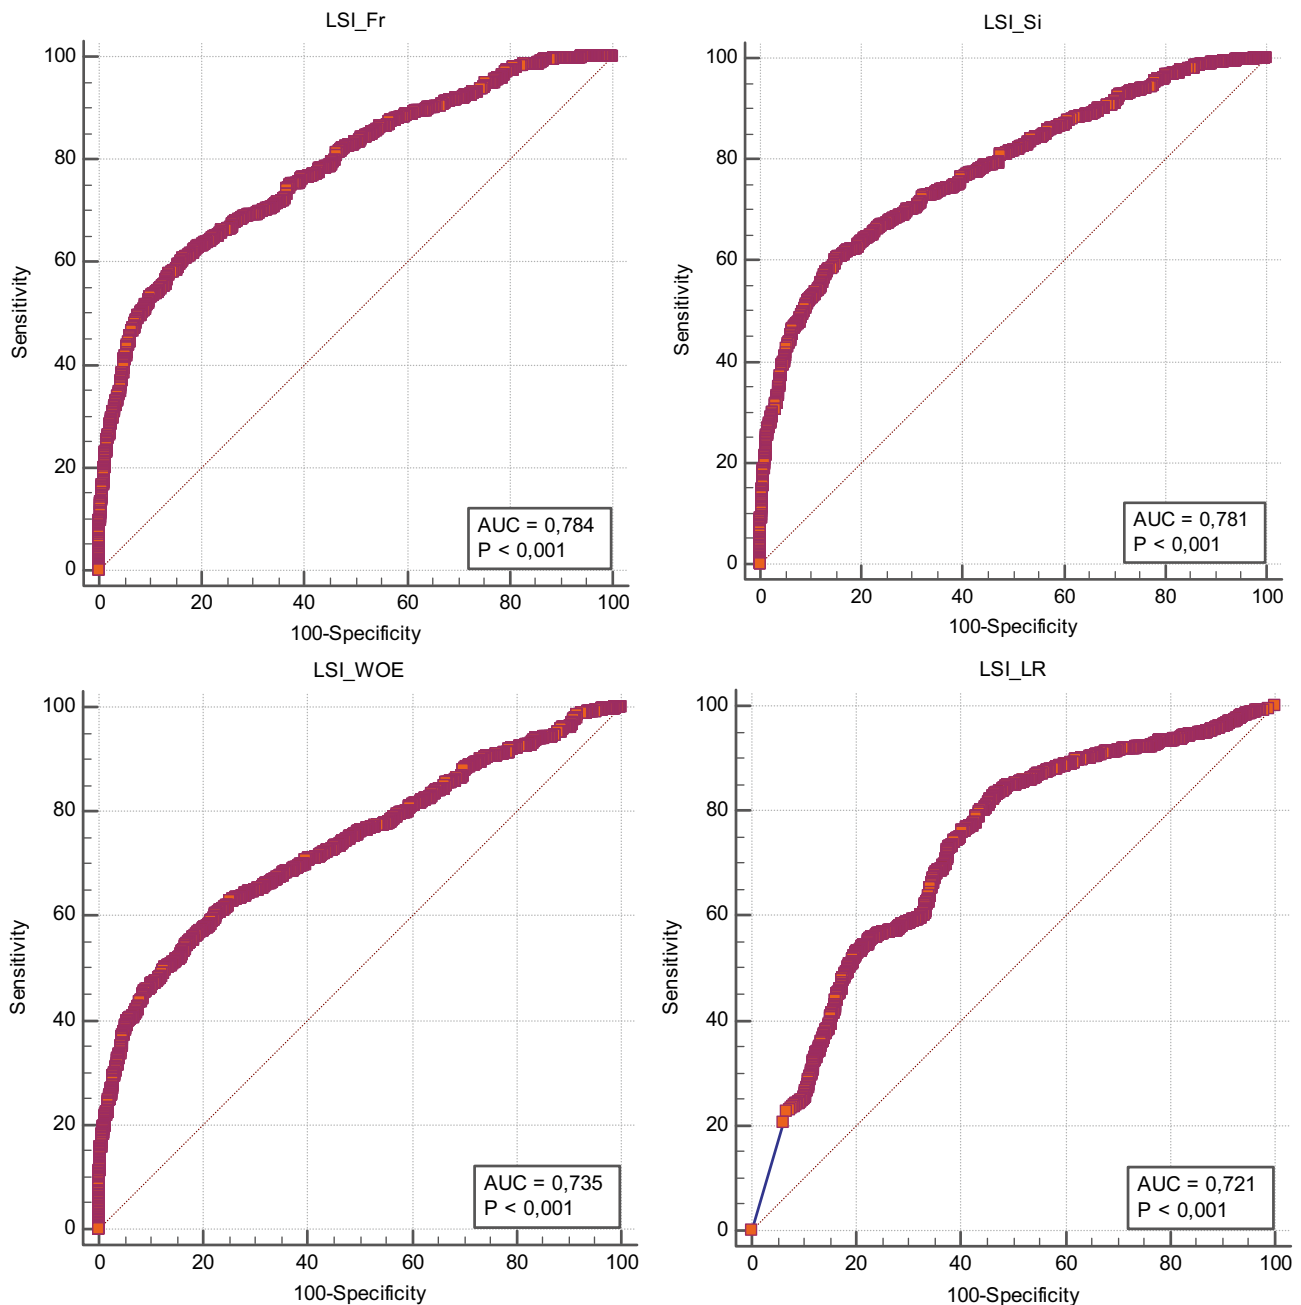 LSI_Fr
100
80
60
40
20
0
Sensitivity
AUC = 0,784
P < 0,001
0 20 40 60 80 100
100-Specificity
LSI_Si
100
80
60
40
20
0
Sensitivity
AUC = 0,781
P < 0,001
0 20 40 60 80 100
100-Specificity
LSI_WOE
100
80
60
40
20
0
Sensitivity
AUC = 0,735
P < 0,001
0 20 40 60 80 100
100-Specificity
LSI_LR
100
80
60
40
20
0
Sensitivity
AUC = 0,721
P < 0,001
0 20 40 60 80 100
100-Specificity